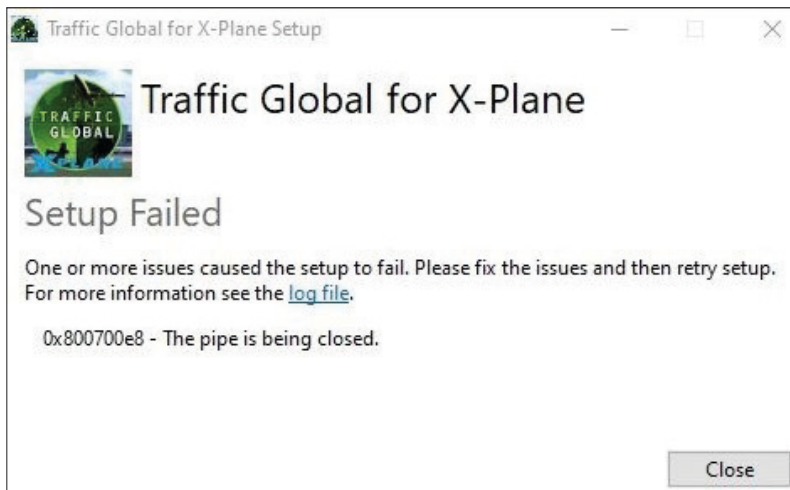 Traffic Global for X-Plane Setup
TRAFFIC
GLOBAL
X PLANE
Traffic Global for X-Plane
Setup Failed
One or more issues caused the setup to fail. Please fix the issues and then retry setup.
For more information see the log file.
0x800700e8 - The pipe is being closed.
Close